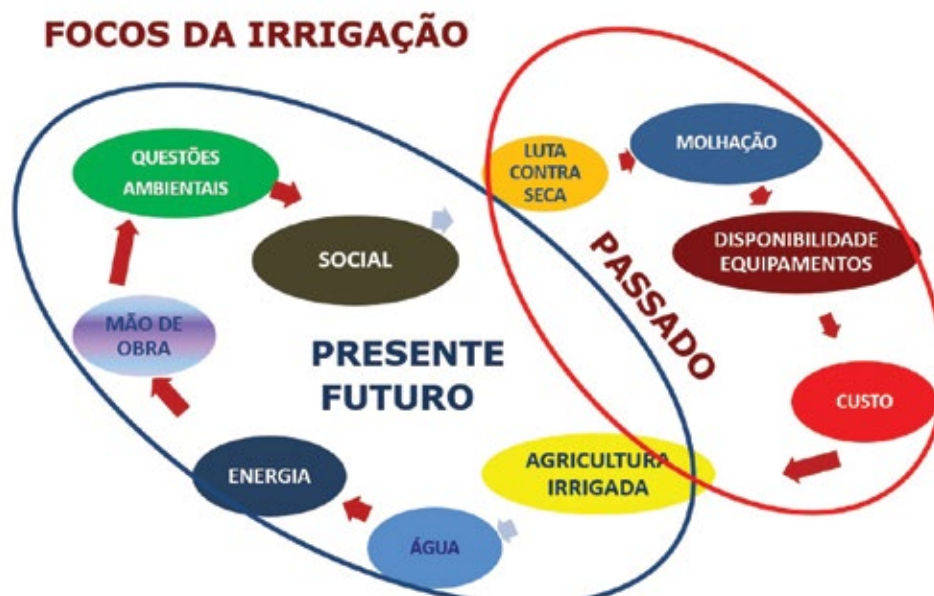 FOCOS DA IRRIGAÇÃO
QUESTÕES
AMBIENTAIS
SOCIAL
LUTA
CONTRA
SECA
MOLHAÇÃO
DISPONIBILIDADE
EQUIPAMENTOS
PASSADO
CUSTO
MÃO DE
OBRA
PRESENTE
FUTURO
AGRICULTURA
IRRIGADA
ENERGIA
ÁGUA